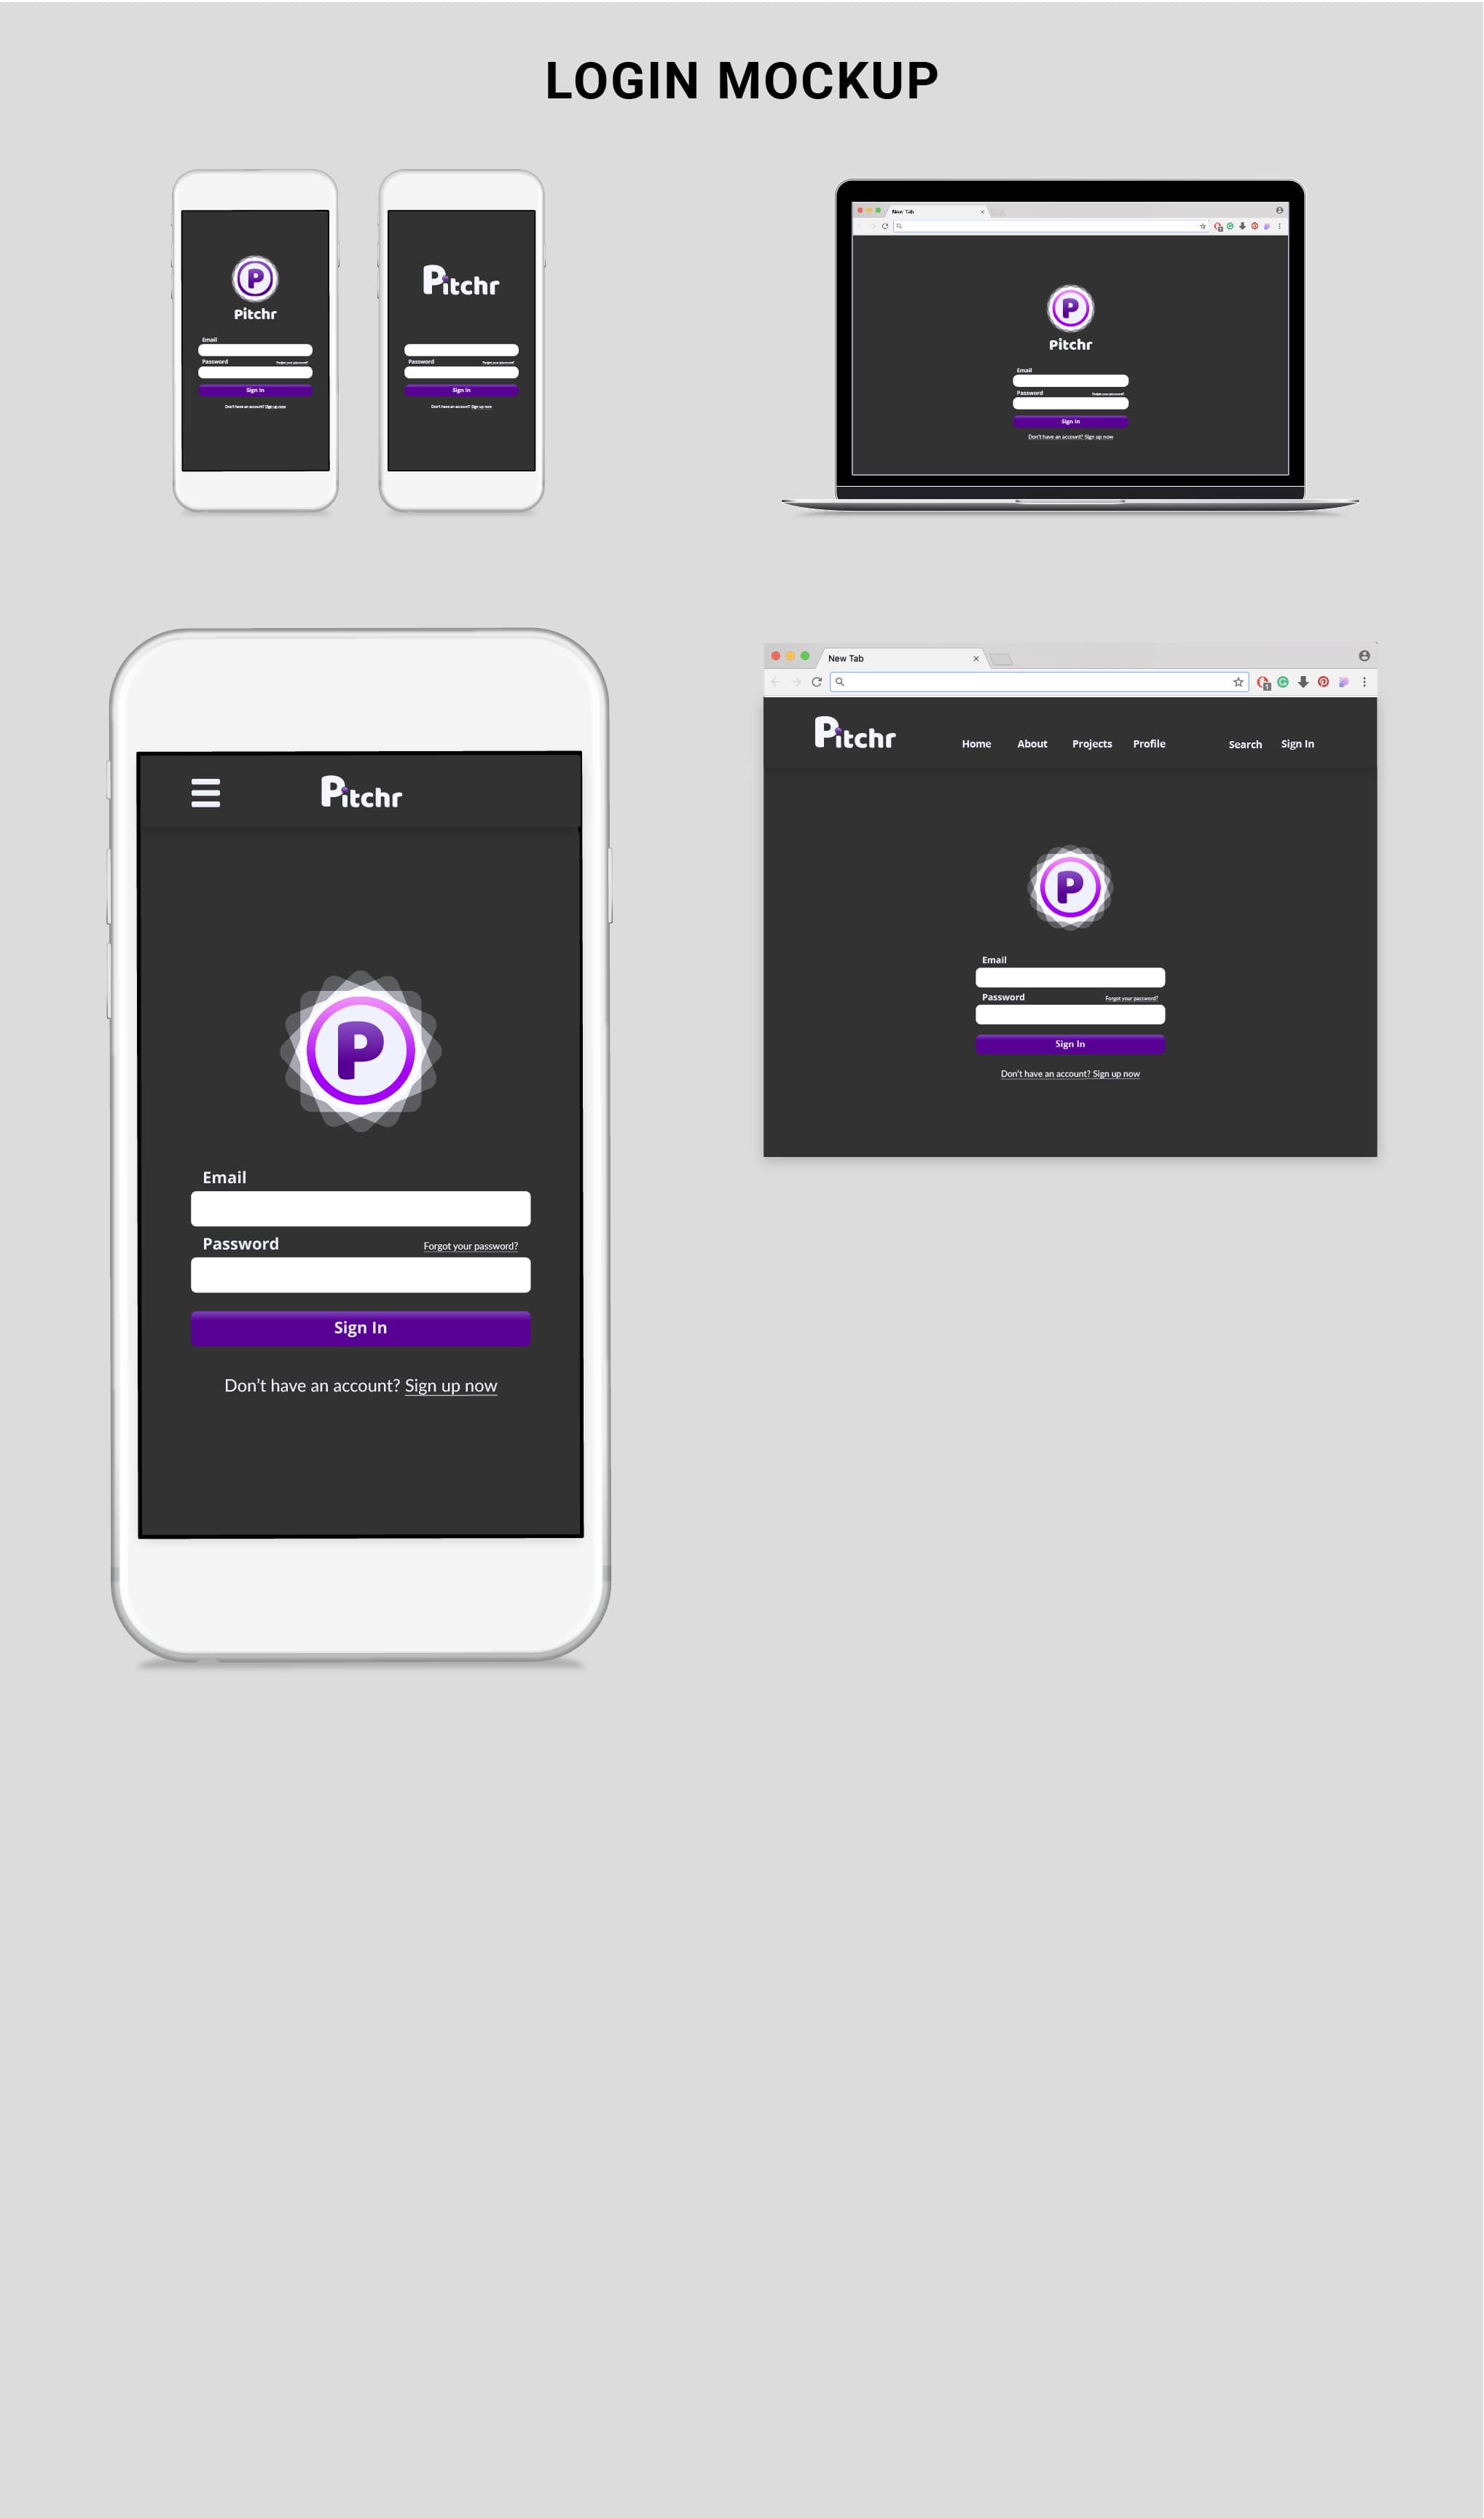 LOGIN MOCKUP
P
Pitchr
Email
Password Forgot your password?
Sign In
Don't have an account? Sign up now
Pitchr
Password Forgot your password?
Sign In
Don't have an account? Sign up now
New Tab
P
Pitchr
Email
Password Forgot your password?
Sign In
Don't have an account? Sign up now
Pitchr
P
Email
Password Forgot your password?
Sign In
Don't have an account? Sign up now
New Tab
1
Pitchr Home About Projects Profile Search Sign In
P
Email
Password Forgot your password?
Sign In
Don't have an account? Sign up now